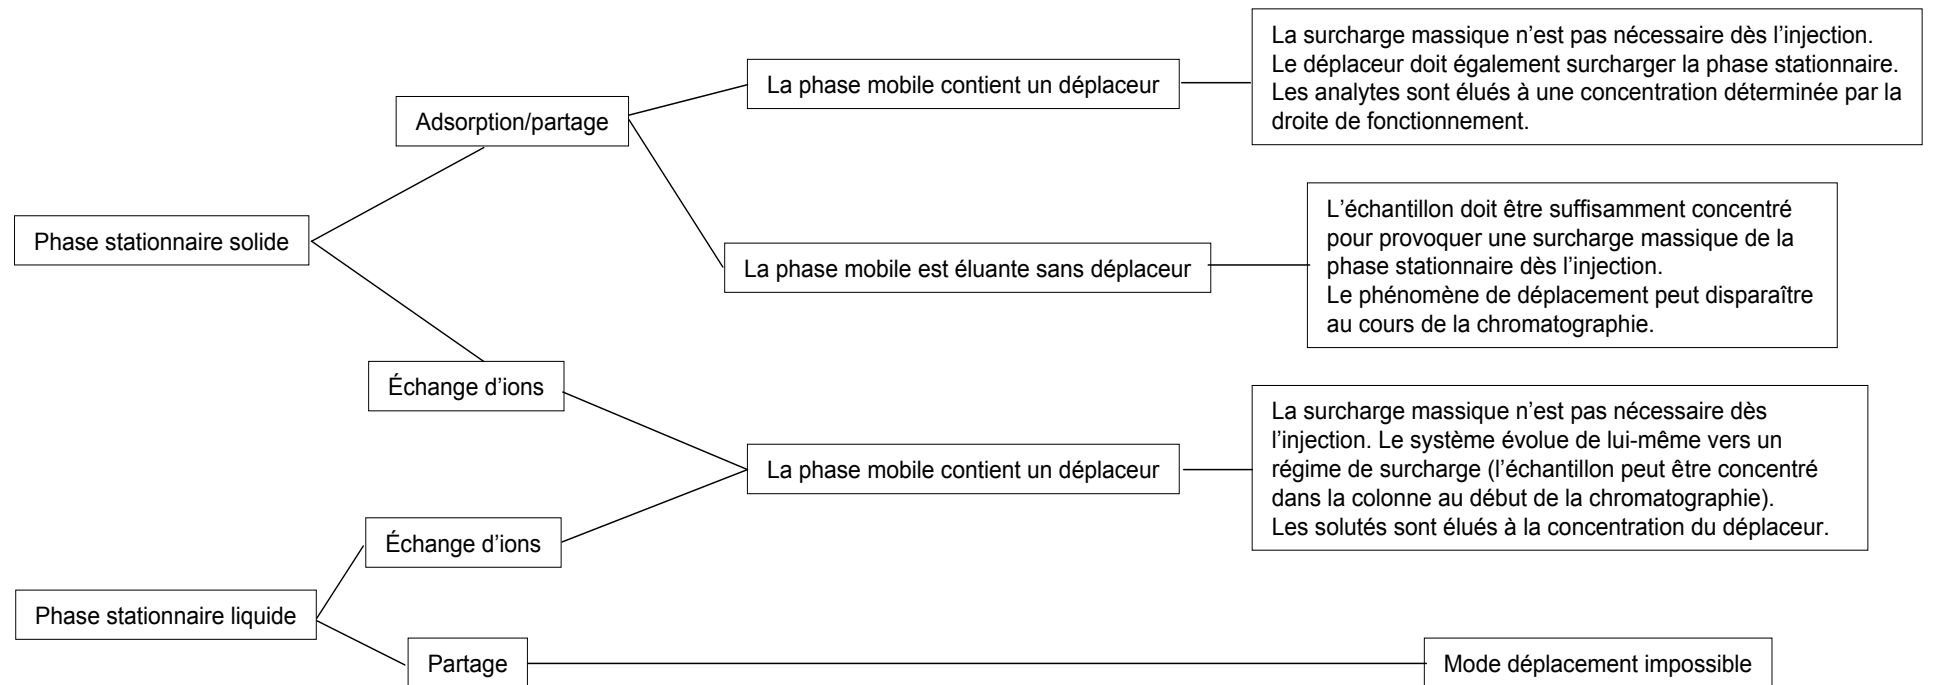 La surcharge massique n’est pas nécessaire dès l’injection.
Le déplaceur doit également surcharger la phase stationnaire.
Les analytes sont élués à une concentration déterminée par la
droite de fonctionnement.
La phase mobile contient un déplaceur
Adsorption/partage
L’échantillon doit être suffisamment concentré
pour provoquer une surcharge massique de la
phase stationnaire dès l’injection.
Le phénomène de déplacement peut disparaître
au cours de la chromatographie.
Phase stationnaire solide
La phase mobile est éluante sans déplaceur
Échange d’ions
La surcharge massique n’est pas nécessaire dès
l’injection. Le système évolue de lui-même vers un
régime de surcharge (l’échantillon peut être concentré
dans la colonne au début de la chromatographie).
Les solutés sont élués à la concentration du déplaceur.
La phase mobile contient un déplaceur
Échange d’ions
Phase stationnaire liquide
Partage
Mode déplacement impossible